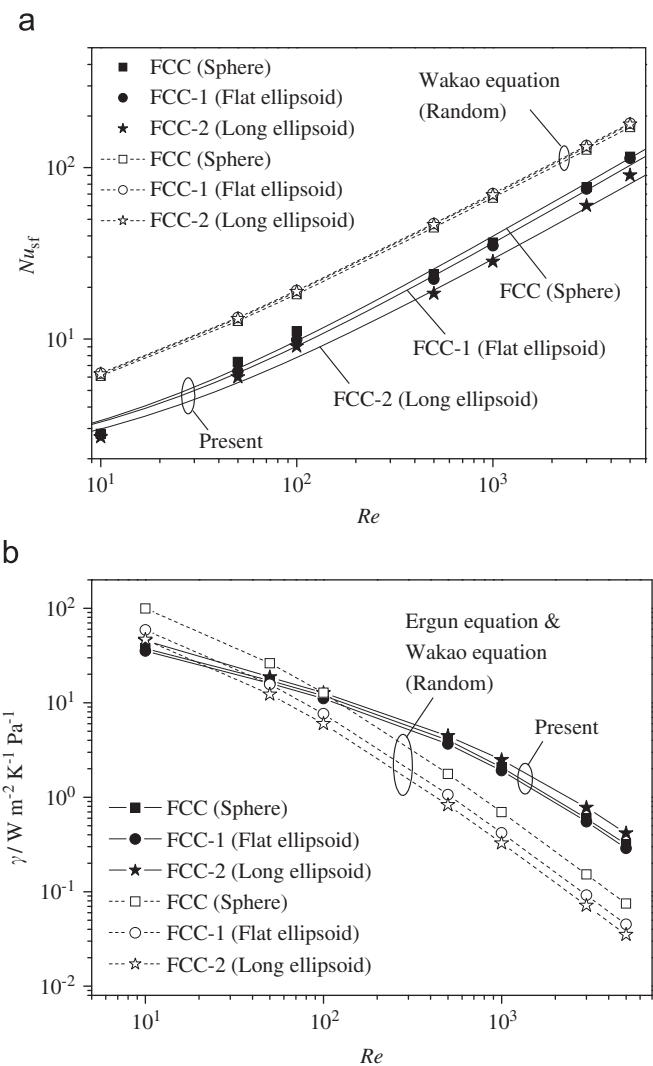 a
FCC (Sphere)
FCC-1 (Flat ellipsoid)
FCC-2 (Long ellipsoid)
FCC (Sphere)
FCC-1 (Flat ellipsoid)
FCC-2 (Long ellipsoid)
Wakao equation
(Random)
FCC (Sphere)
FCC-1 (Flat ellipsoid)
FCC-2 (Long ellipsoid)
Present
Nu_sf
10²
10¹
10¹
10²
10³
Re
b
Ergun equation &
Wakao equation
(Random)
Present
FCC (Sphere)
FCC-1 (Flat ellipsoid)
FCC-2 (Long ellipsoid)
FCC (Sphere)
FCC-1 (Flat ellipsoid)
FCC-2 (Long ellipsoid)
γ / W m⁻² K⁻¹ Pa⁻¹
10²
10¹
10⁰
10⁻¹
10⁻²
10¹
10²
10³
Re